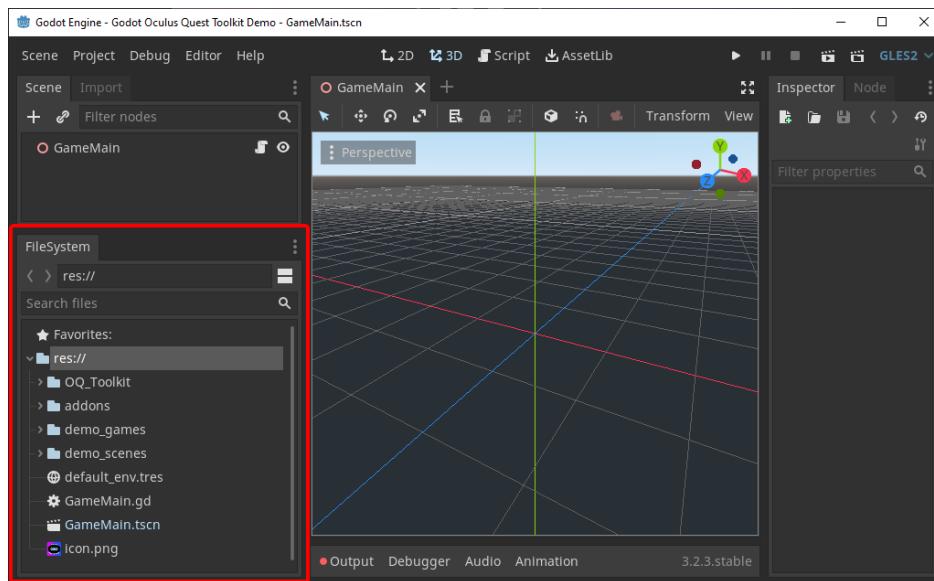 Godot Engine - Godot Oculus Quest Toolkit Demo - GameMain.tscn
Scene Project Debug Editor Help 2D 3D Script AssetLib GLES2
Scene Import
Filter nodes
GameMain
FileSystem
res://
Search files
Favorites:
res://
OQ_Toolkit
addons
demo_games
demo_scenes
default_env.tres
GameMain.gd
GameMain.tscn
icon.png
GameMain
Transform View
Perspective
Y
X
Z
Output Debugger Audio Animation 3.2.3.stable
Inspector Node
Filter properties